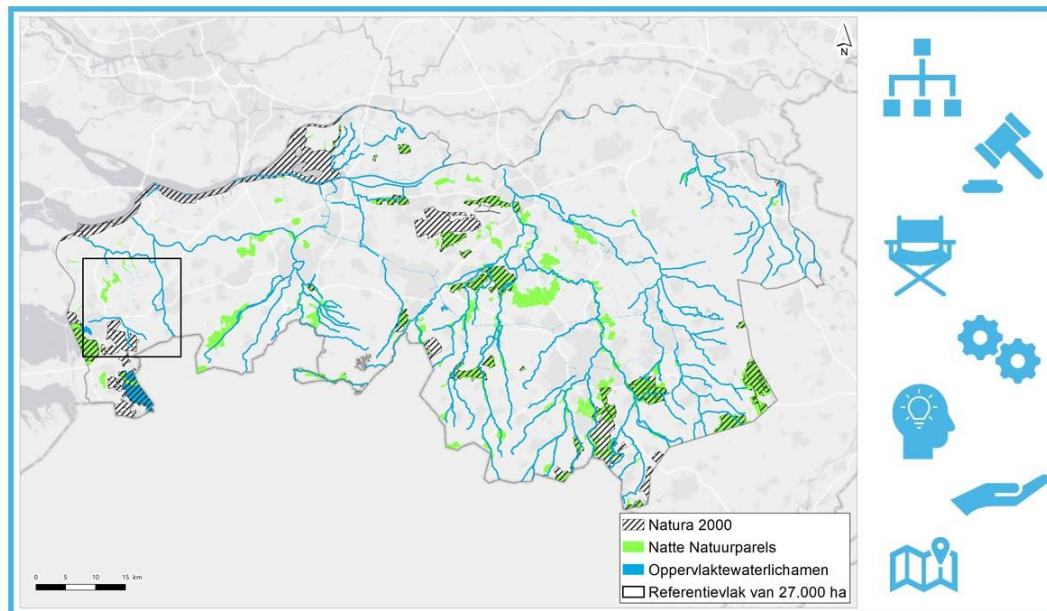 N
Natura 2000
Natte Natuurparels
Oppervlaktewaterlichamen
Referentievlak van 27.000 ha
0 5 10 15 km